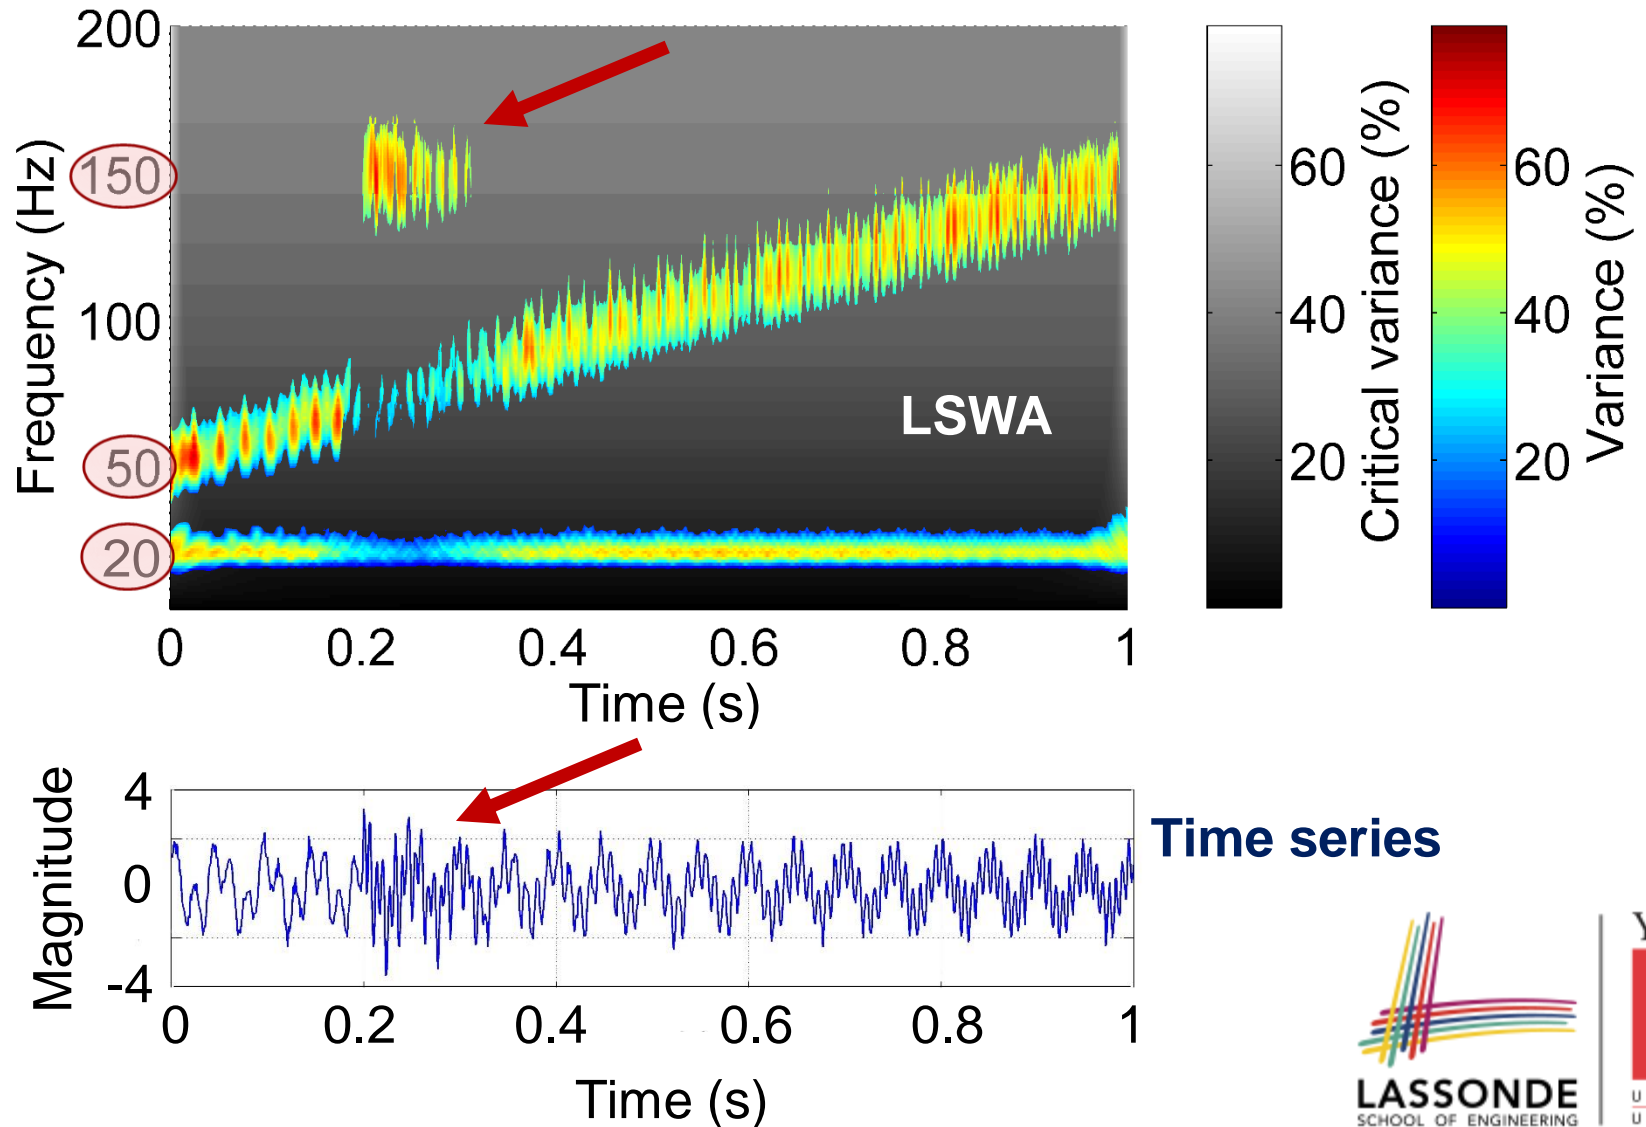 200
150
100
50
20
Frequency (Hz)
LSWA
0 0.2 0.4 0.6 0.8 1
Time (s)
60
40
20
Critical variance (%)
60
40
20
Variance (%)
4
0
-4
Magnitude
0 0.2 0.4 0.6 0.8 1
Time (s)
Time series
LASSONDE
SCHOOL OF ENGINEERING
Y
U
U